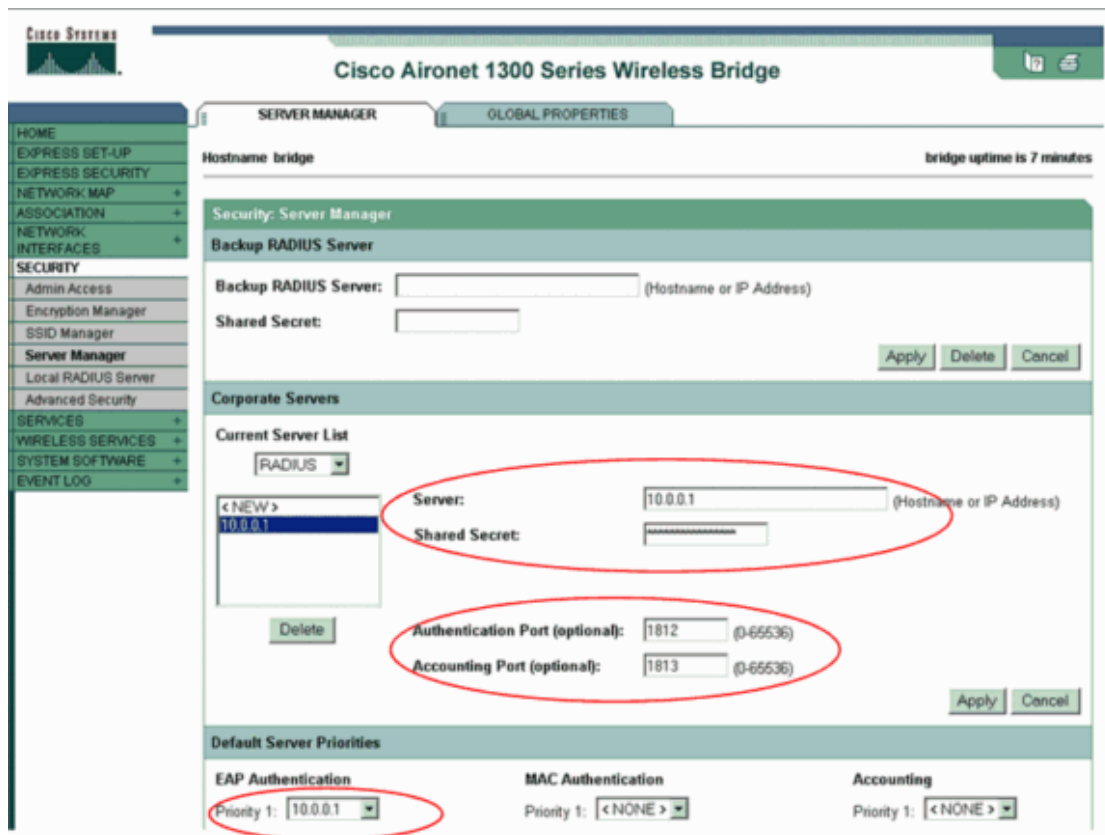 CISCO SYSTEMS
Cisco Aironet 1300 Series Wireless Bridge
SERVER MANAGER
GLOBAL PROPERTIES
HOME
EXPRESS SET-UP
EXPRESS SECURITY
NETWORK MAP +
ASSOCIATION +
NETWORK INTERFACES +
SECURITY
Admin Access
Encryption Manager
SSID Manager
Server Manager
Local RADIUS Server
Advanced Security
SERVICES +
WIRELESS SERVICES +
SYSTEM SOFTWARE +
EVENT LOG +
Hostname bridge
bridge uptime is 7 minutes
Security: Server Manager
Backup RADIUS Server
Backup RADIUS Server: (Hostname or IP Address)
Shared Secret:
Apply Delete Cancel
Corporate Servers
Current Server List
RADIUS
< NEW >
10.0.0.1
Delete
Server: 10.0.0.1 (Hostname or IP Address)
Shared Secret:
Authentication Port (optional): 1812 (0-65536)
Accounting Port (optional): 1813 (0-65536)
Apply Cancel
Default Server Priorities
EAP Authentication
Priority 1: 10.0.0.1
MAC Authentication
Priority 1: < NONE >
Accounting
Priority 1: < NONE >